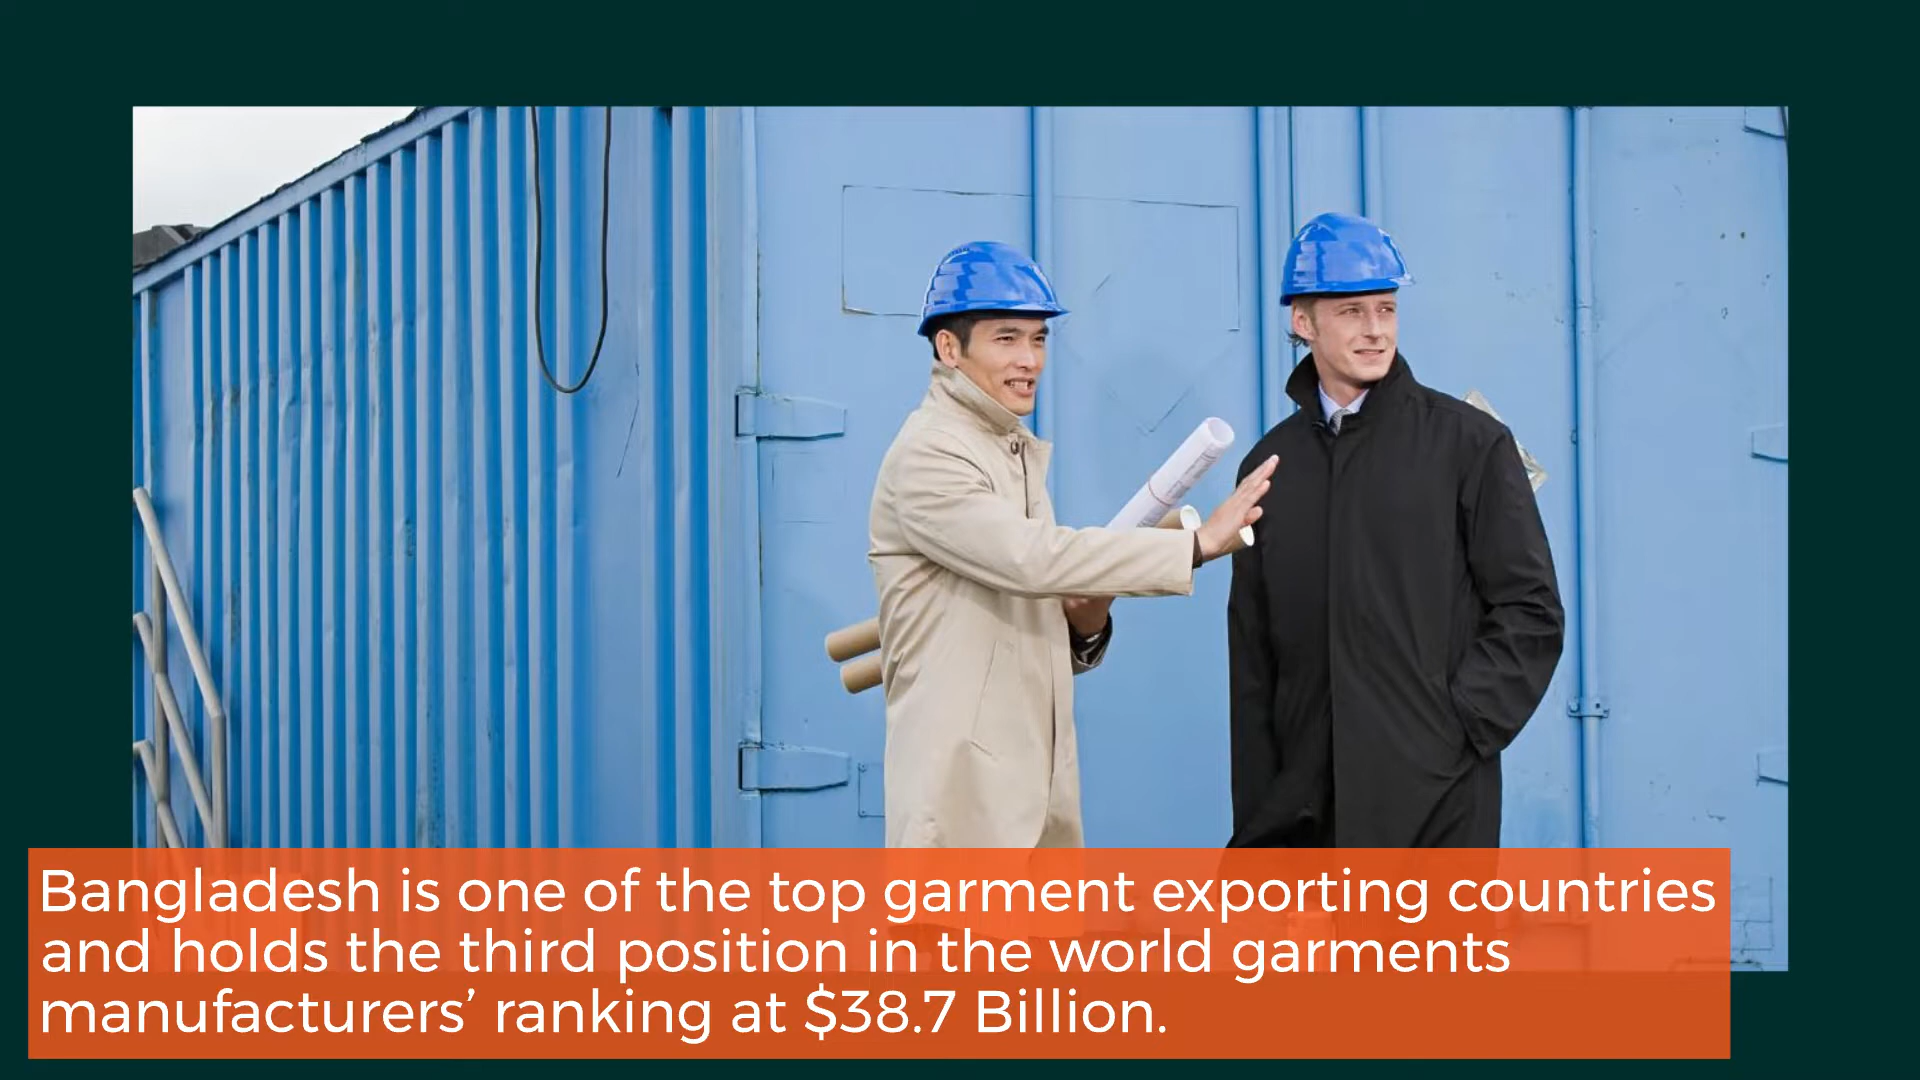 Bangladesh is one of the top garment exporting countries
and holds the third position in the world garments
manufacturers’ ranking at $38.7 Billion.